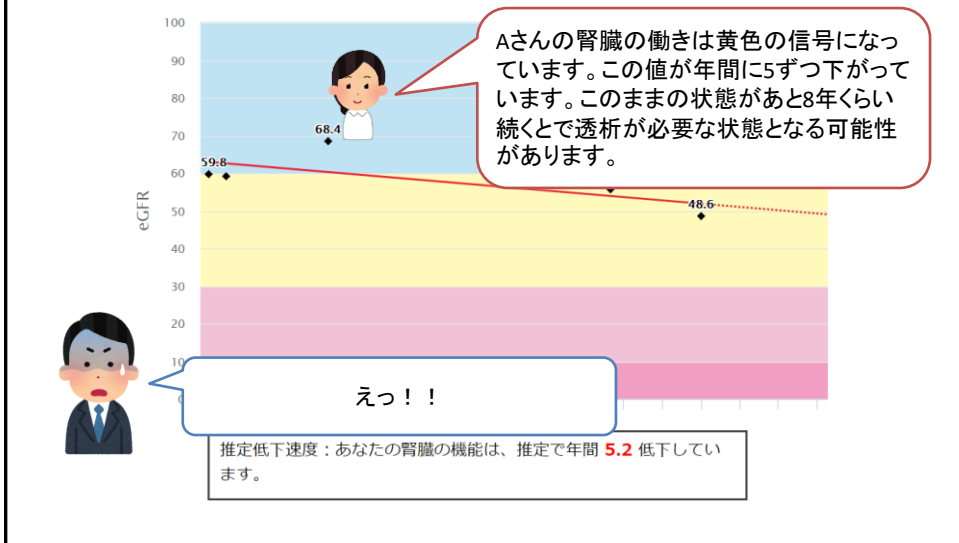 100
90
80
70
60
50
40
30
20
10
0
eGFR
59.8
68.4
48.6
Aさんの腎臓の働きは黄色の信号になっ
ています。この値が年間に5ずつ下がって
います。このままの状態があと8年くらい
続くとで透析が必要な状態となる可能性
があります。
えっ！！
推定低下速度：あなたの腎臓の機能は、推定で年間 5.2 低下してい
ます。